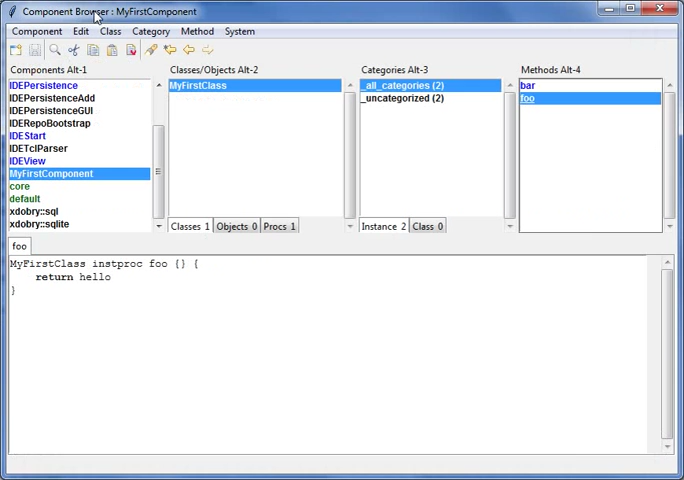 Component Browser : MyFirstComponent
Component Edit Class Category Method System
Components Alt-1
Classes/Objects Alt-2
Categories Alt-3
Methods Alt-4
IDEPersistence
IDEPersistenceAdd
IDEPersistenceGUI
IDERepoBootstrap
IDEStart
IDETclParser
IDEView
MyFirstComponent
core
default
xdobry::sql
xdobry::sqlite
MyFirstClass
Classes 1 Objects 0 Procs 1
_all_categories (2)
_uncategorized (2)
Instance 2 Class 0
bar
foo
foo
MyFirstClass instproc foo {} {
return hello
}